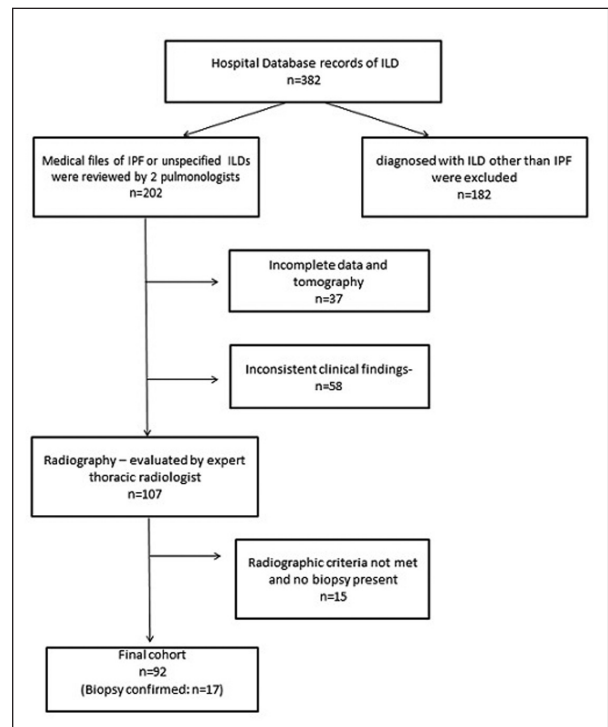 Hospital Database records of ILD
n=382
Medical files of IPF or unspecified ILDs
were reviewed by 2 pulmonologists
n=202
diagnosed with ILD other than IPF
were excluded
n=182
Incomplete data and
tomography
n=37
Inconsistent clinical findings-
n=58
Radiography – evaluated by expert
thoracic radiologist
n=107
Radiographic criteria not met
and no biopsy present
n=15
Final cohort
n=92
(Biopsy confirmed: n=17)